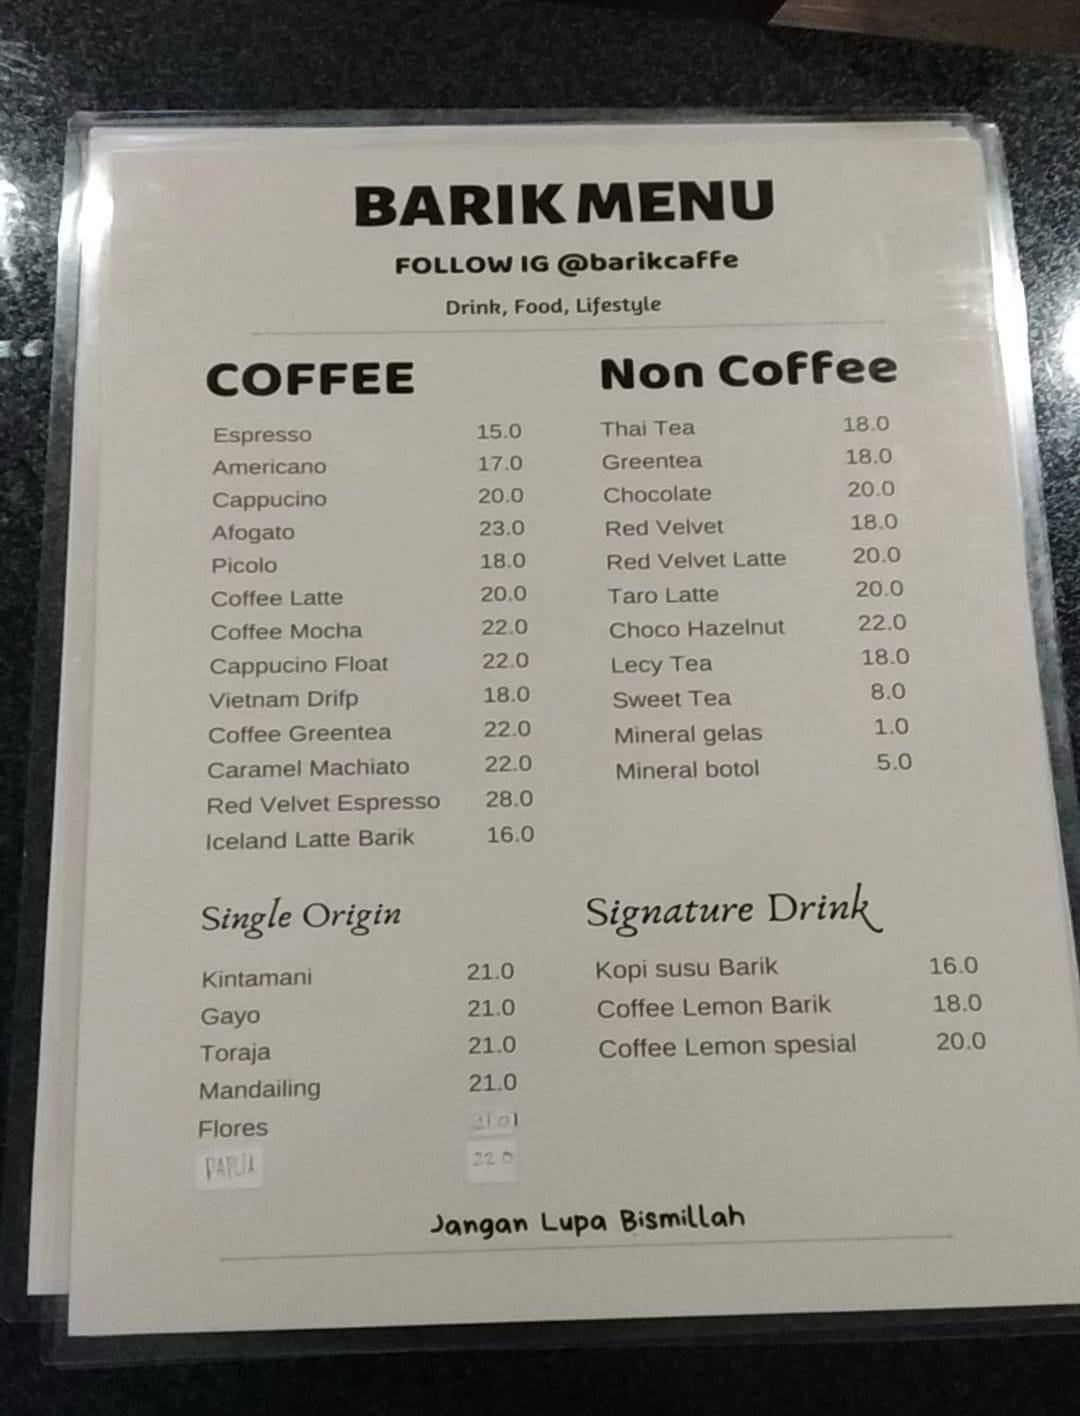 BARIK MENU
FOLLOW IG @barikcaffe
Drink, Food, Lifestyle
COFFEE
Espresso 15.0
Americano 17.0
Cappucino 20.0
Afogato 23.0
Picolo 18.0
Coffee Latte 20.0
Coffee Mocha 22.0
Cappucino Float 22.0
Vietnam Drifp 18.0
Coffee Greentea 22.0
Caramel Machiato 22.0
Red Velvet Espresso 28.0
Iceland Latte Barik 16.0
Non Coffee
Thai Tea 18.0
Greentea 18.0
Chocolate 20.0
Red Velvet 18.0
Red Velvet Latte 20.0
Taro Latte 20.0
Choco Hazelnut 22.0
Lecy Tea 18.0
Sweet Tea 8.0
Mineral gelas 1.0
Mineral botol 5.0
Single Origin
Kintamani 21.0
Gayo 21.0
Toraja 21.0
Mandailing 21.0
Flores
PAPUA 22.0
Signature Drink
Kopi susu Barik 16.0
Coffee Lemon Barik 18.0
Coffee Lemon spesial 20.0
Jangan Lupa Bismillah